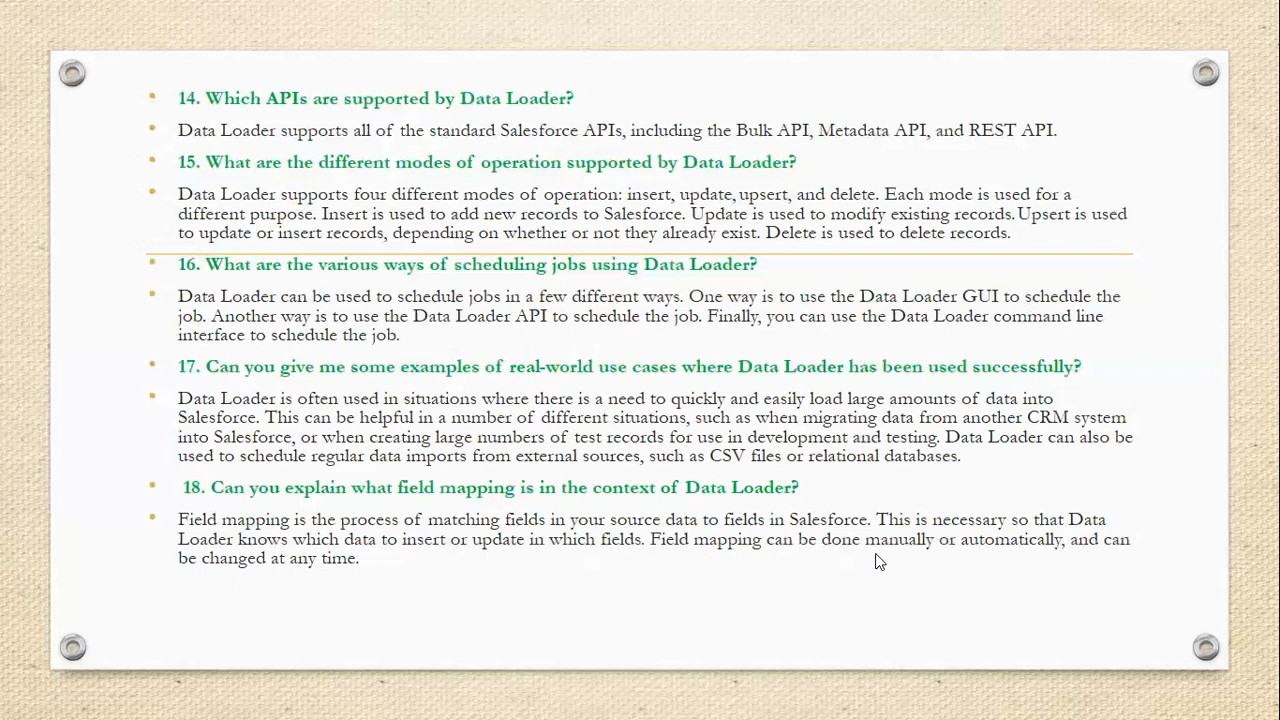 14. Which APIs are supported by Data Loader?
Data Loader supports all of the standard Salesforce APIs, including the Bulk API, Metadata API, and REST API.
15. What are the different modes of operation supported by Data Loader?
Data Loader supports four different modes of operation: insert, update, upsert, and delete. Each mode is used for a
different purpose. Insert is used to add new records to Salesforce. Update is used to modify existing records. Upsert is used
to update or insert records, depending on whether or not they already exist. Delete is used to delete records.
16. What are the various ways of scheduling jobs using Data Loader?
Data Loader can be used to schedule jobs in a few different ways. One way is to use the Data Loader GUI to schedule the
job. Another way is to use the Data Loader API to schedule the job. Finally, you can use the Data Loader command line
interface to schedule the job.
17. Can you give me some examples of real-world use cases where Data Loader has been used successfully?
Data Loader is often used in situations where there is a need to quickly and easily load large amounts of data into
Salesforce. This can be helpful in a number of different situations, such as when migrating data from another CRM system
into Salesforce, or when creating large numbers of test records for use in development and testing. Data Loader can also be
used to schedule regular data imports from external sources, such as CSV files or relational databases.
18. Can you explain what field mapping is in the context of Data Loader?
Field mapping is the process of matching fields in your source data to fields in Salesforce. This is necessary so that Data
Loader knows which data to insert or update in which fields. Field mapping can be done manually or automatically, and can
be changed at any time.